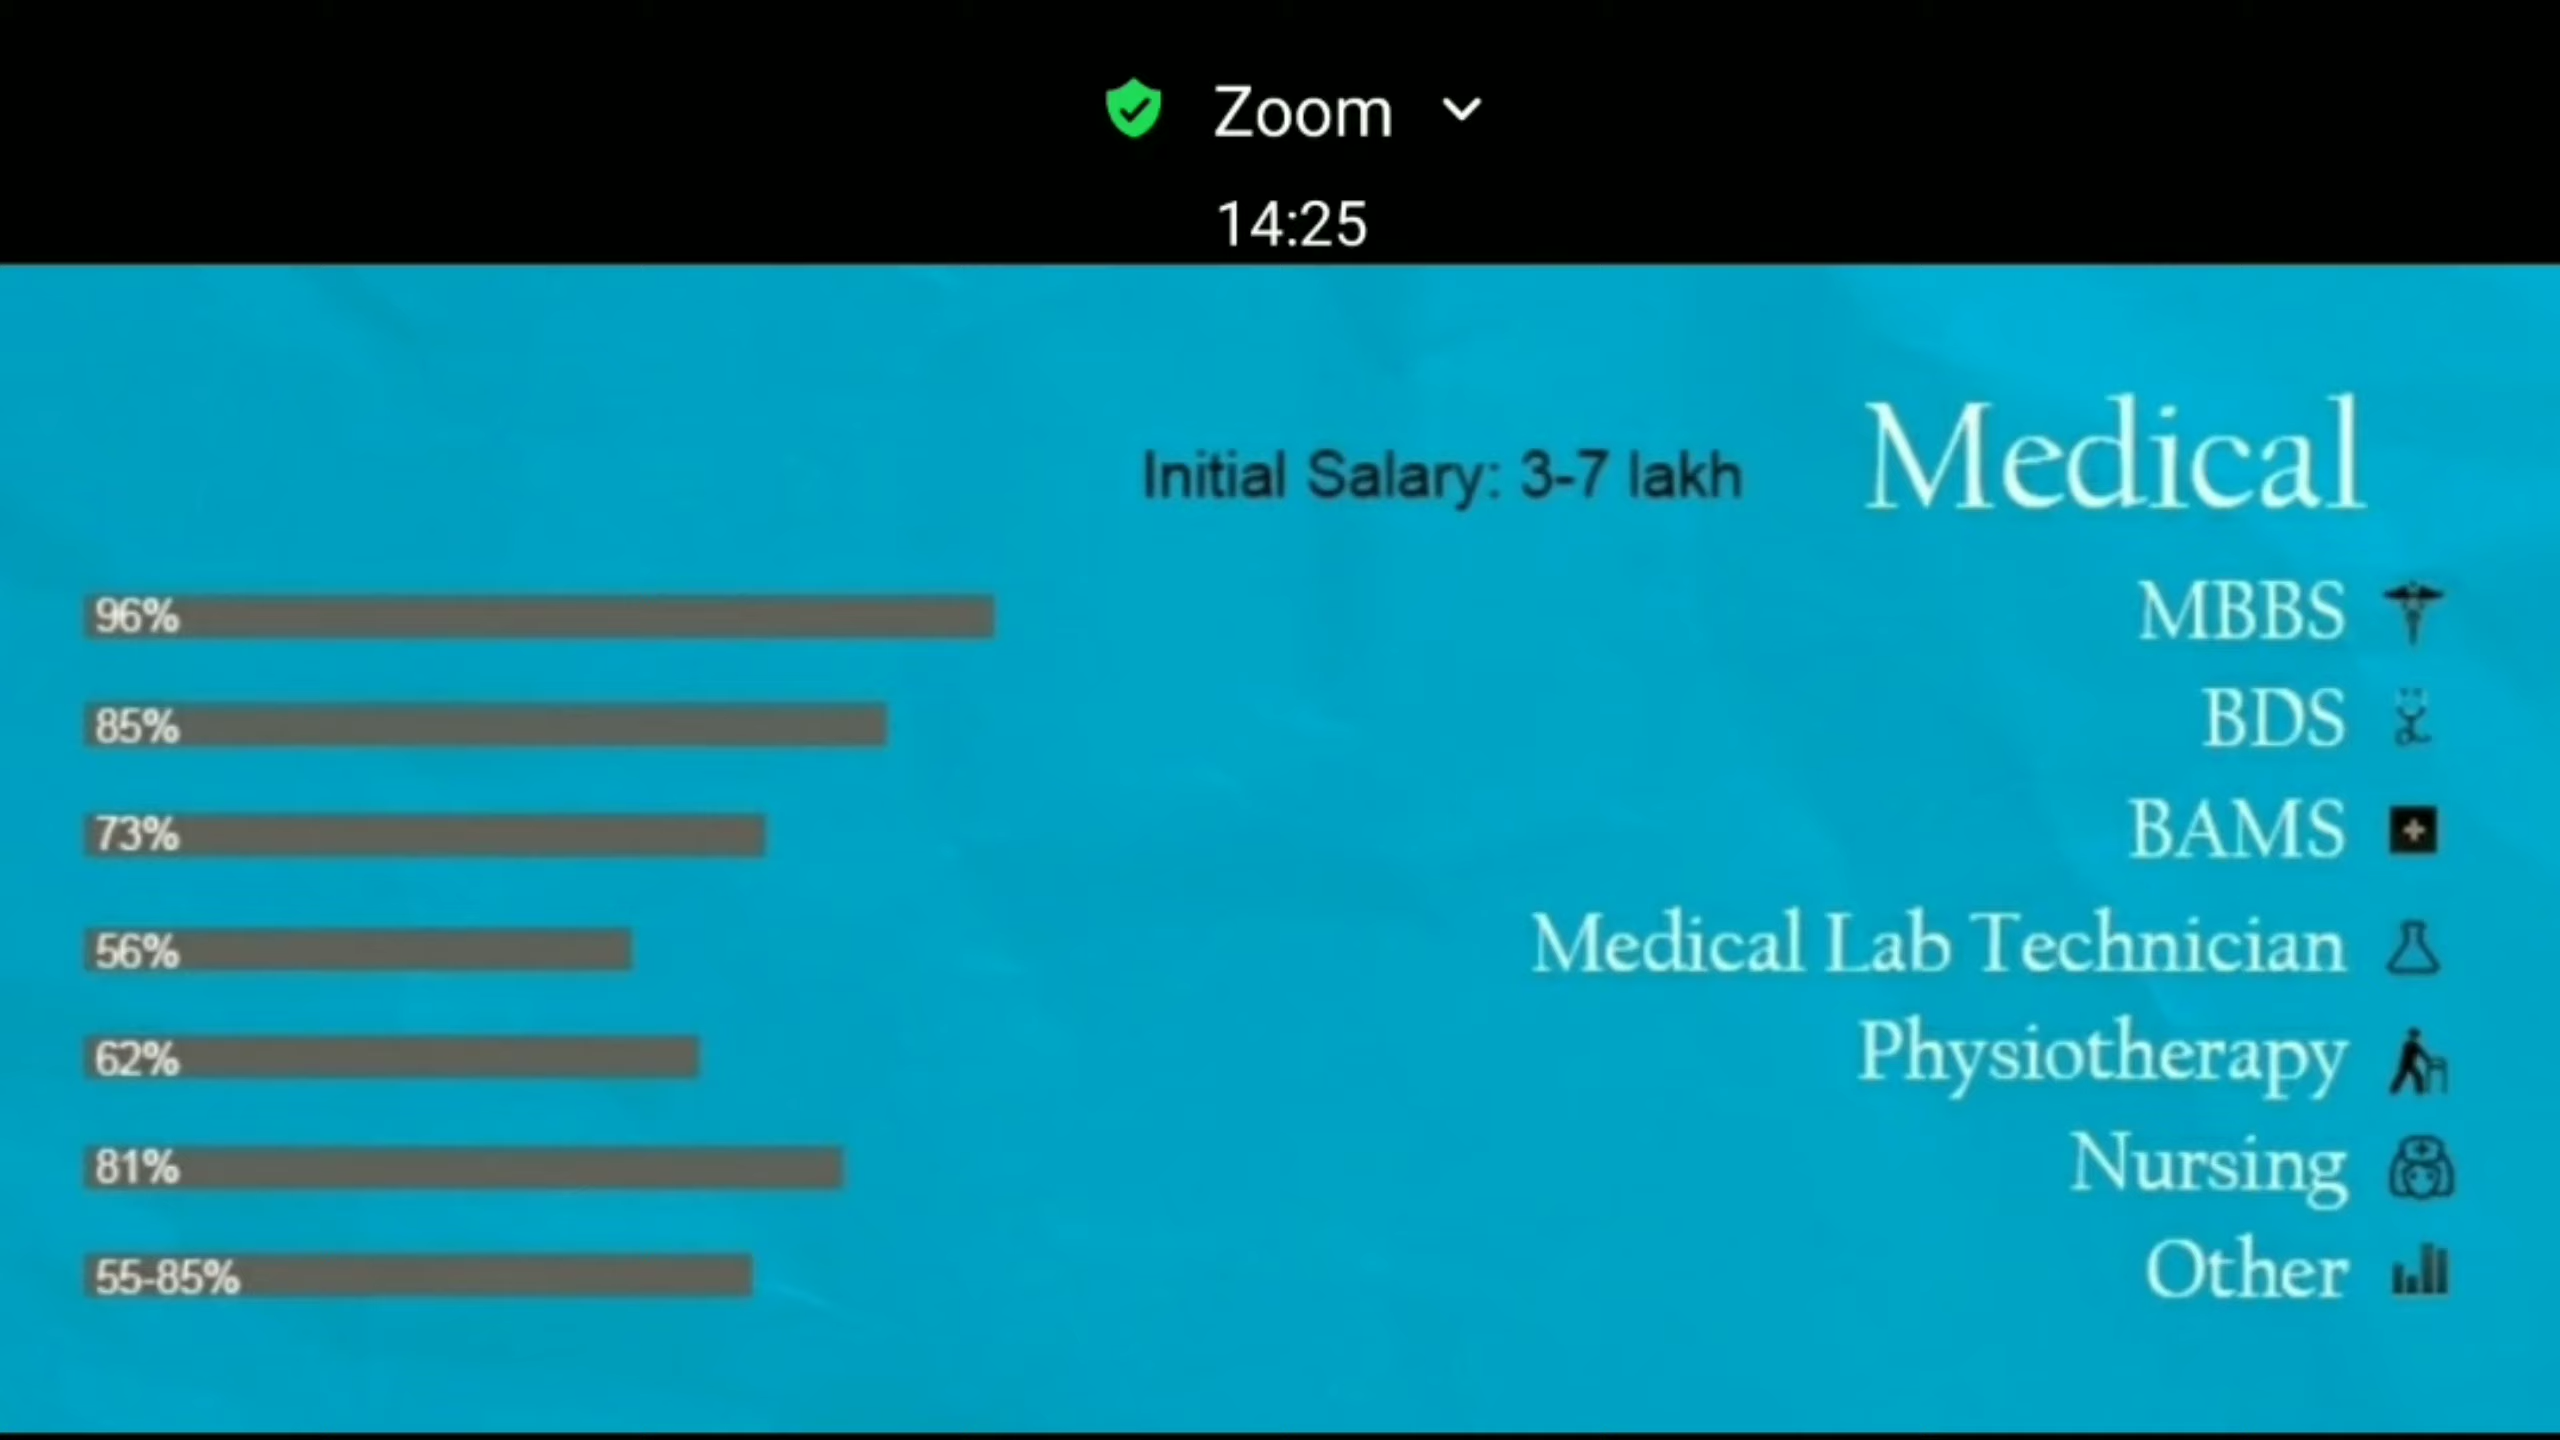 Zoom
14:25
Initial Salary: 3-7 lakh
Medical
96%
MBBS
85%
BDS
73%
BAMS
56%
Medical Lab Technician
62%
Physiotherapy
81%
Nursing
55-85%
Other